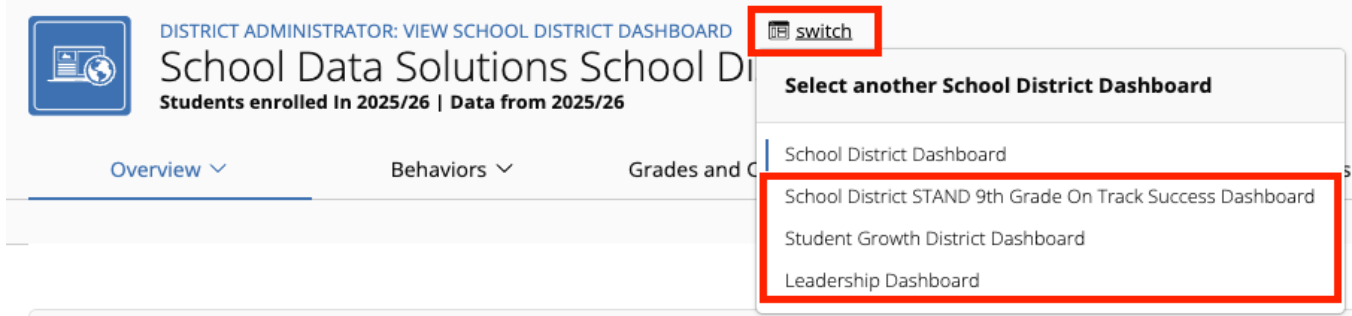 DISTRICT ADMINISTRATOR: VIEW SCHOOL DISTRICT DASHBOARD switch
School Data Solutions School Di
Students enrolled In 2025/26 | Data from 2025/26
Select another School District Dashboard
Overview Behaviors Grades and
School District Dashboard
School District STAND 9th Grade On Track Success Dashboard
Student Growth District Dashboard
Leadership Dashboard